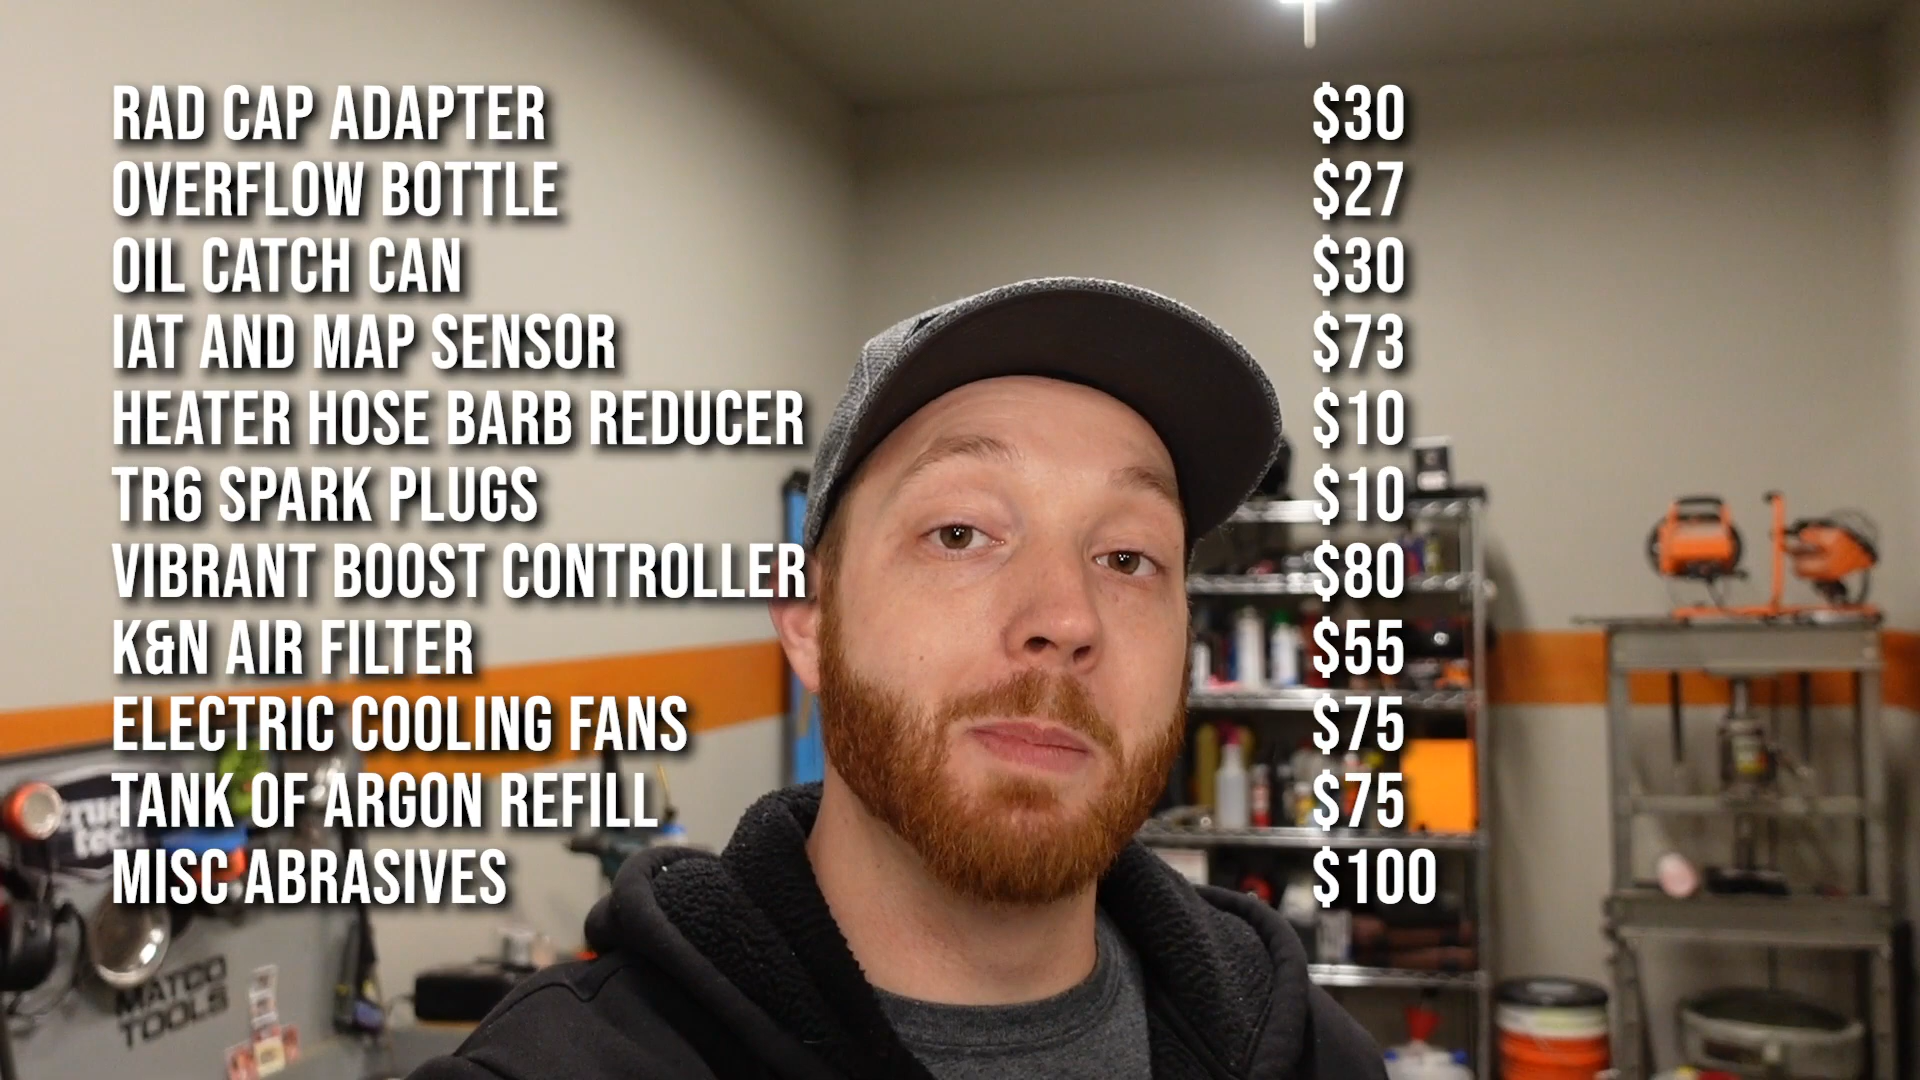 RAD CAP ADAPTER $30
OVERFLOW BOTTLE $27
OIL CATCH CAN $30
IAT AND MAP SENSOR $73
HEATER HOSE BARB REDUCER $10
TR6 SPARK PLUGS $10
VIBRANT BOOST CONTROLLER $80
K&N AIR FILTER $55
ELECTRIC COOLING FANS $75
TANK OF ARGON REFILL $75
MISC ABRASIVES $100
MATCO
TOOLS